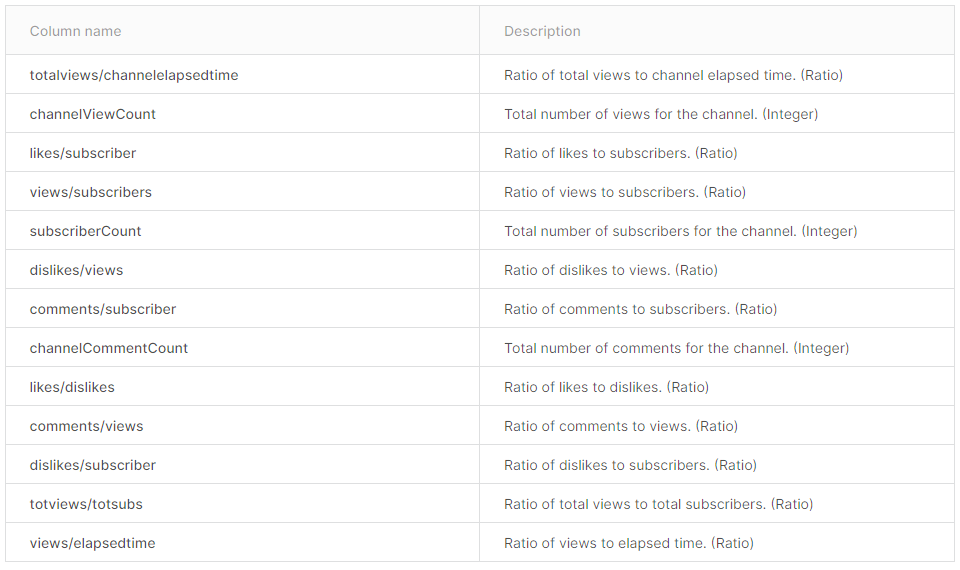 Column name Description
totalviews/channelelapsedtime Ratio of total views to channel elapsed time. (Ratio)
channelViewCount Total number of views for the channel. (Integer)
likes/subscriber Ratio of likes to subscribers. (Ratio)
views/subscribers Ratio of views to subscribers. (Ratio)
subscriberCount Total number of subscribers for the channel. (Integer)
dislikes/views Ratio of dislikes to views. (Ratio)
comments/subscriber Ratio of comments to subscribers. (Ratio)
channelCommentCount Total number of comments for the channel. (Integer)
likes/dislikes Ratio of likes to dislikes. (Ratio)
comments/views Ratio of comments to views. (Ratio)
dislikes/subscriber Ratio of dislikes to subscribers. (Ratio)
totviews/totsubs Ratio of total views to total subscribers. (Ratio)
views/elapsedtime Ratio of views to elapsed time. (Ratio)